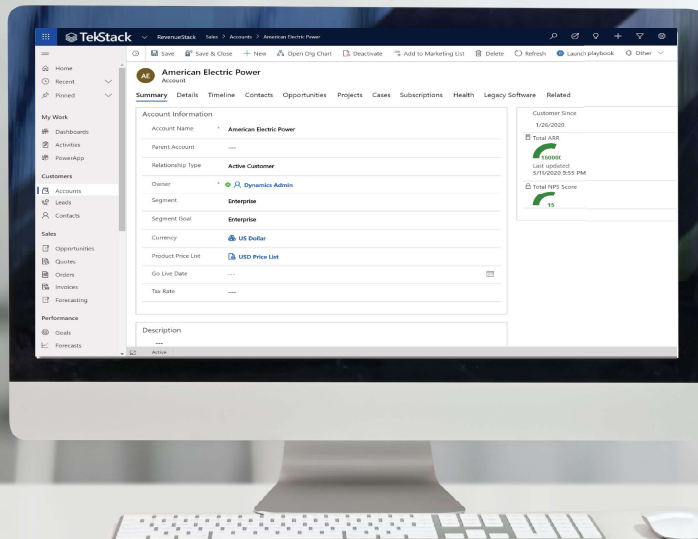 TekStack RevenueStack Sales > Accounts > American Electric Power
Save Save & Close + New Open Org Chart Deactivate Add to Marketing List Delete Refresh Launch playbook Other
Home
Recent
Pinned
My Work
Dashboards
Activities
PowerApp
Customers
Accounts
Leads
Contacts
Sales
Opportunities
Quotes
Orders
Invoices
Forecasting
Performance
Goals
Forecasts
AE American Electric Power
Account
Summary Details Timeline Contacts Opportunities Projects Cases Subscriptions Health Legacy Software Related
Account Information
Account Name * American Electric Power
Parent Account ---
Relationship Type Active Customer
Owner * Dynamics Admin
Segment Enterprise
Segment Goal Enterprise
Currency US Dollar
Product Price List USD Price List
Go Live Date ---
Tax Rate ---
Description
---
Active
Customer Since
1/26/2020
Total ARR
Last updated:
5/11/2020 9:55 PM
Total NPS Score
15